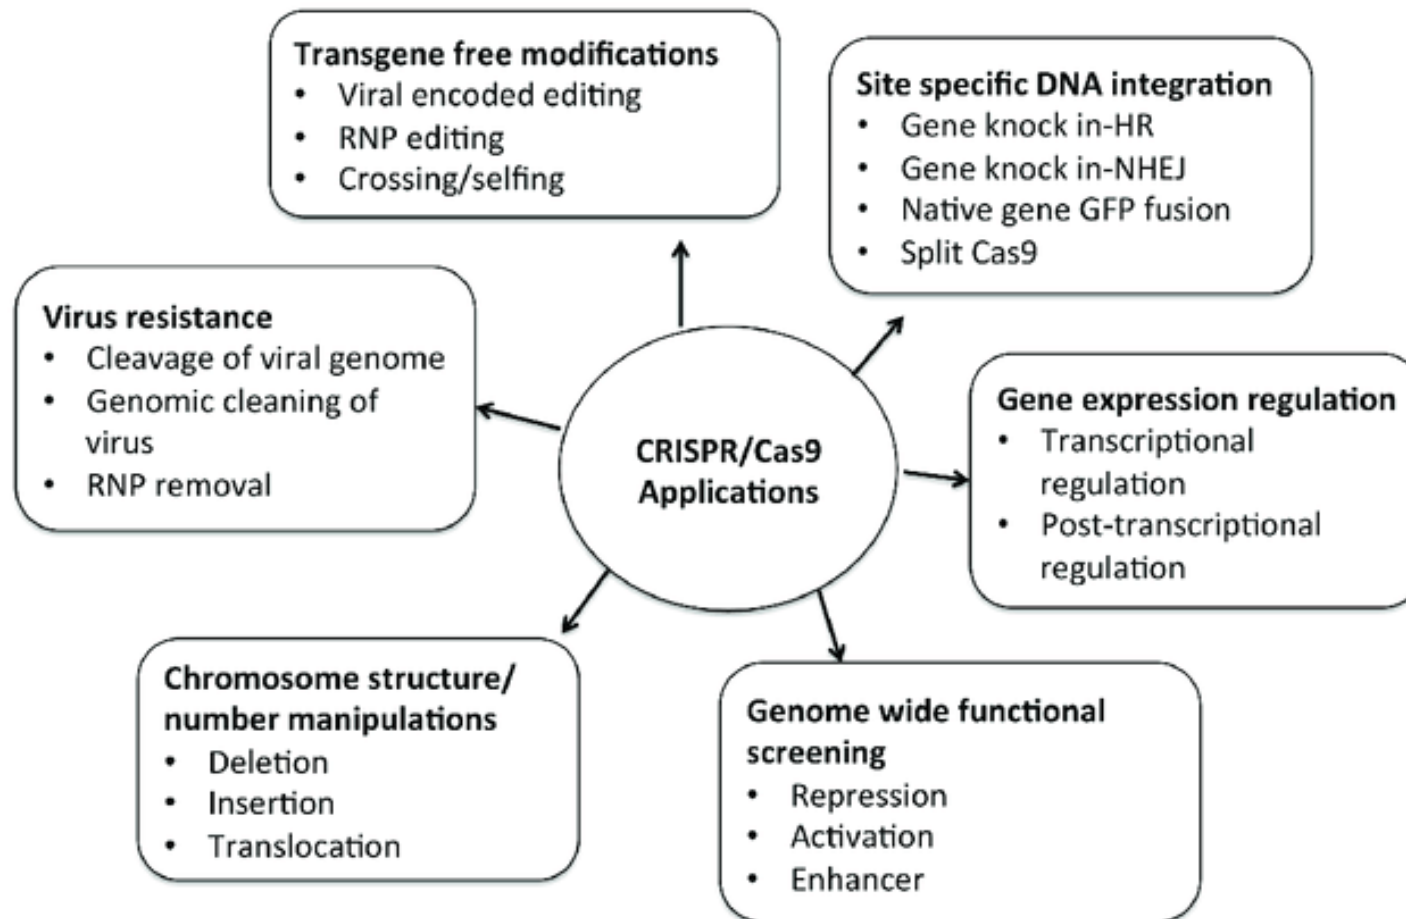 Transgene free modifications
• Viral encoded editing
• RNP editing
• Crossing/selfing
Site specific DNA integration
• Gene knock in-HR
• Gene knock in-NHEJ
• Native gene GFP fusion
• Split Cas9
Virus resistance
• Cleavage of viral genome
• Genomic cleaning of
virus
• RNP removal
CRISPR/Cas9
Applications
Gene expression regulation
• Transcriptional
regulation
• Post-transcriptional
regulation
Chromosome structure/
number manipulations
• Deletion
• Insertion
• Translocation
Genome wide functional
screening
• Repression
• Activation
• Enhancer